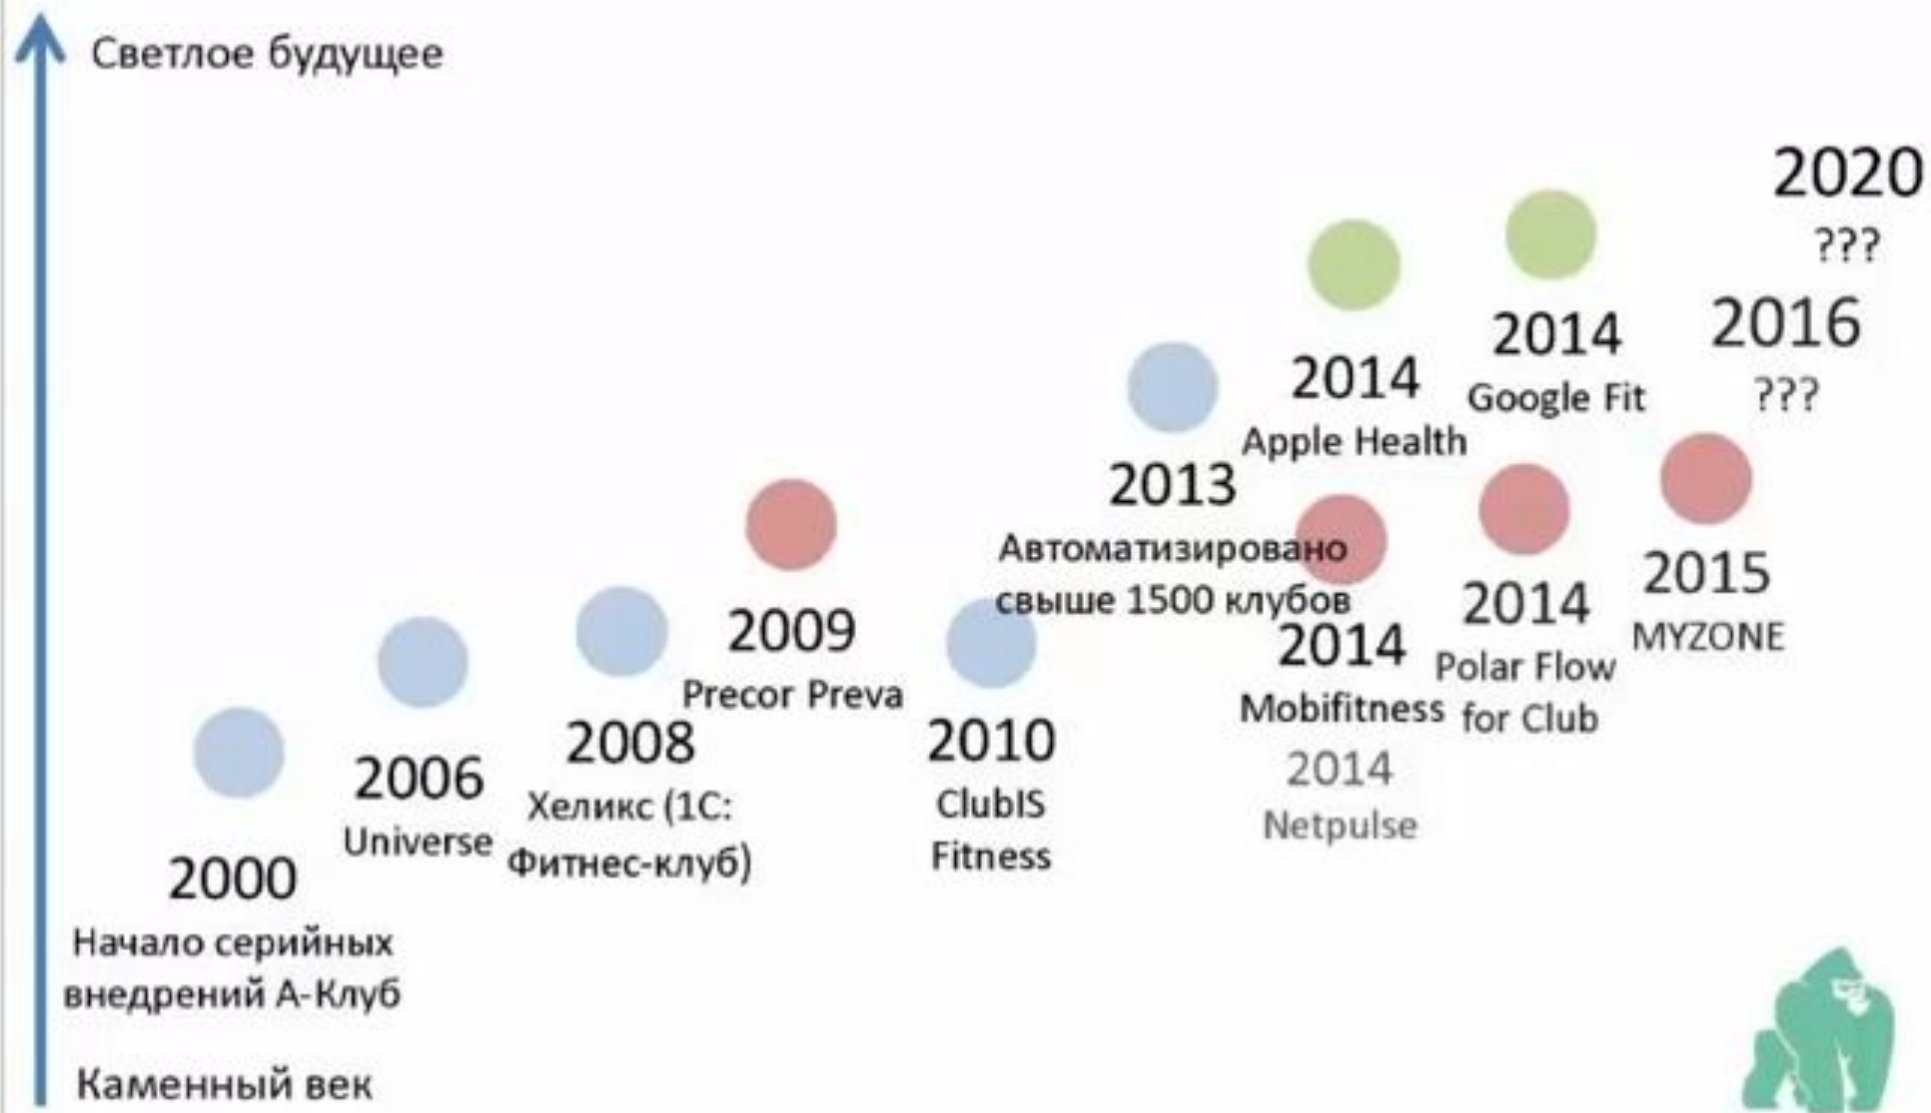 Светлое будущее
2020
???
2016
???
2014
Google Fit
2014
Apple Health
2013
Автоматизировано
свыше 1500 клубов
2015
MYZONE
2014
Polar Flow
for Club
2014
Mobifitness
2014
Netpulse
2009
Precor Preva
2010
ClubIS
Fitness
2008
Хеликс (1С:
Фитнес-клуб)
2006
Universe
2000
Начало серийных
внедрений А-Клуб
Каменный век